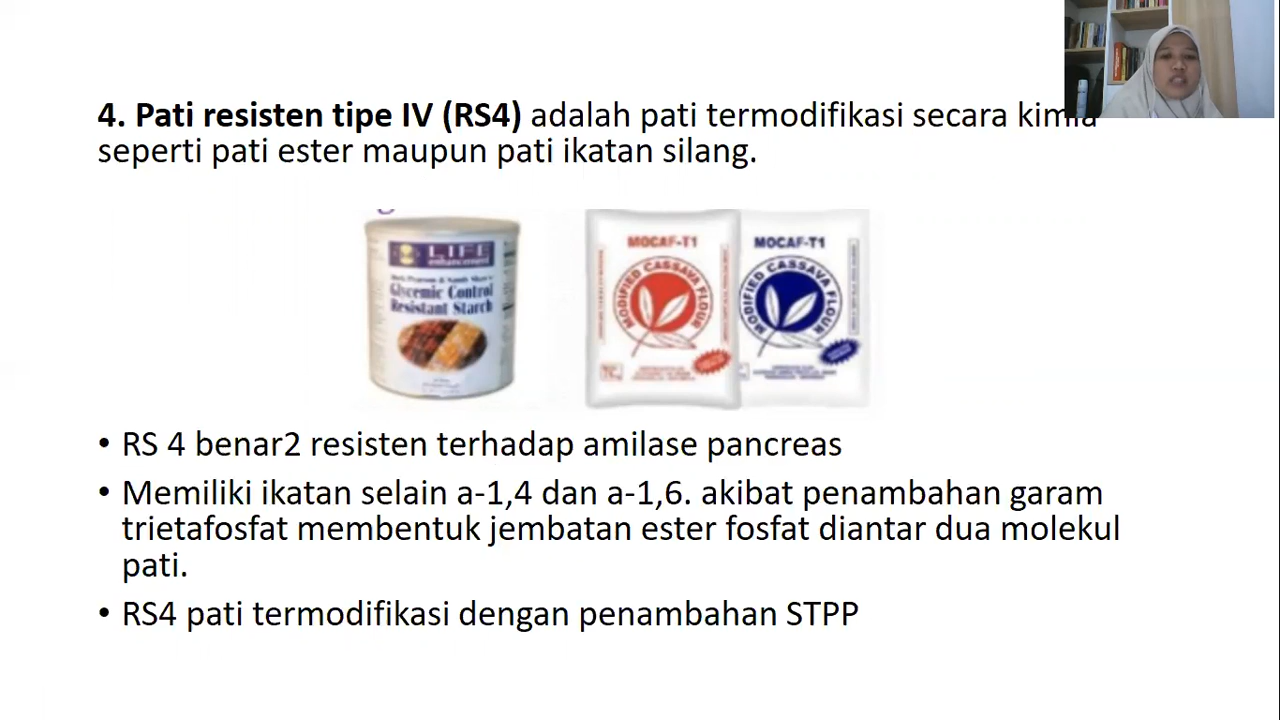 4. Pati resisten tipe IV (RS4) adalah pati termodifikasi secara kimia
seperti pati ester maupun pati ikatan silang.
LIFE
enhancement
Glycemic Control
Resistant Starch
MOCAF-T1
MODIFIED CASSAVA FLOUR
MOCAF-T1
MODIFIED CASSAVA FLOUR
• RS 4 benar2 resisten terhadap amilase pancreas
• Memiliki ikatan selain a-1,4 dan a-1,6. akibat penambahan garam
trietafosfat membentuk jembatan ester fosfat diantar dua molekul
pati.
• RS4 pati termodifikasi dengan penambahan STPP